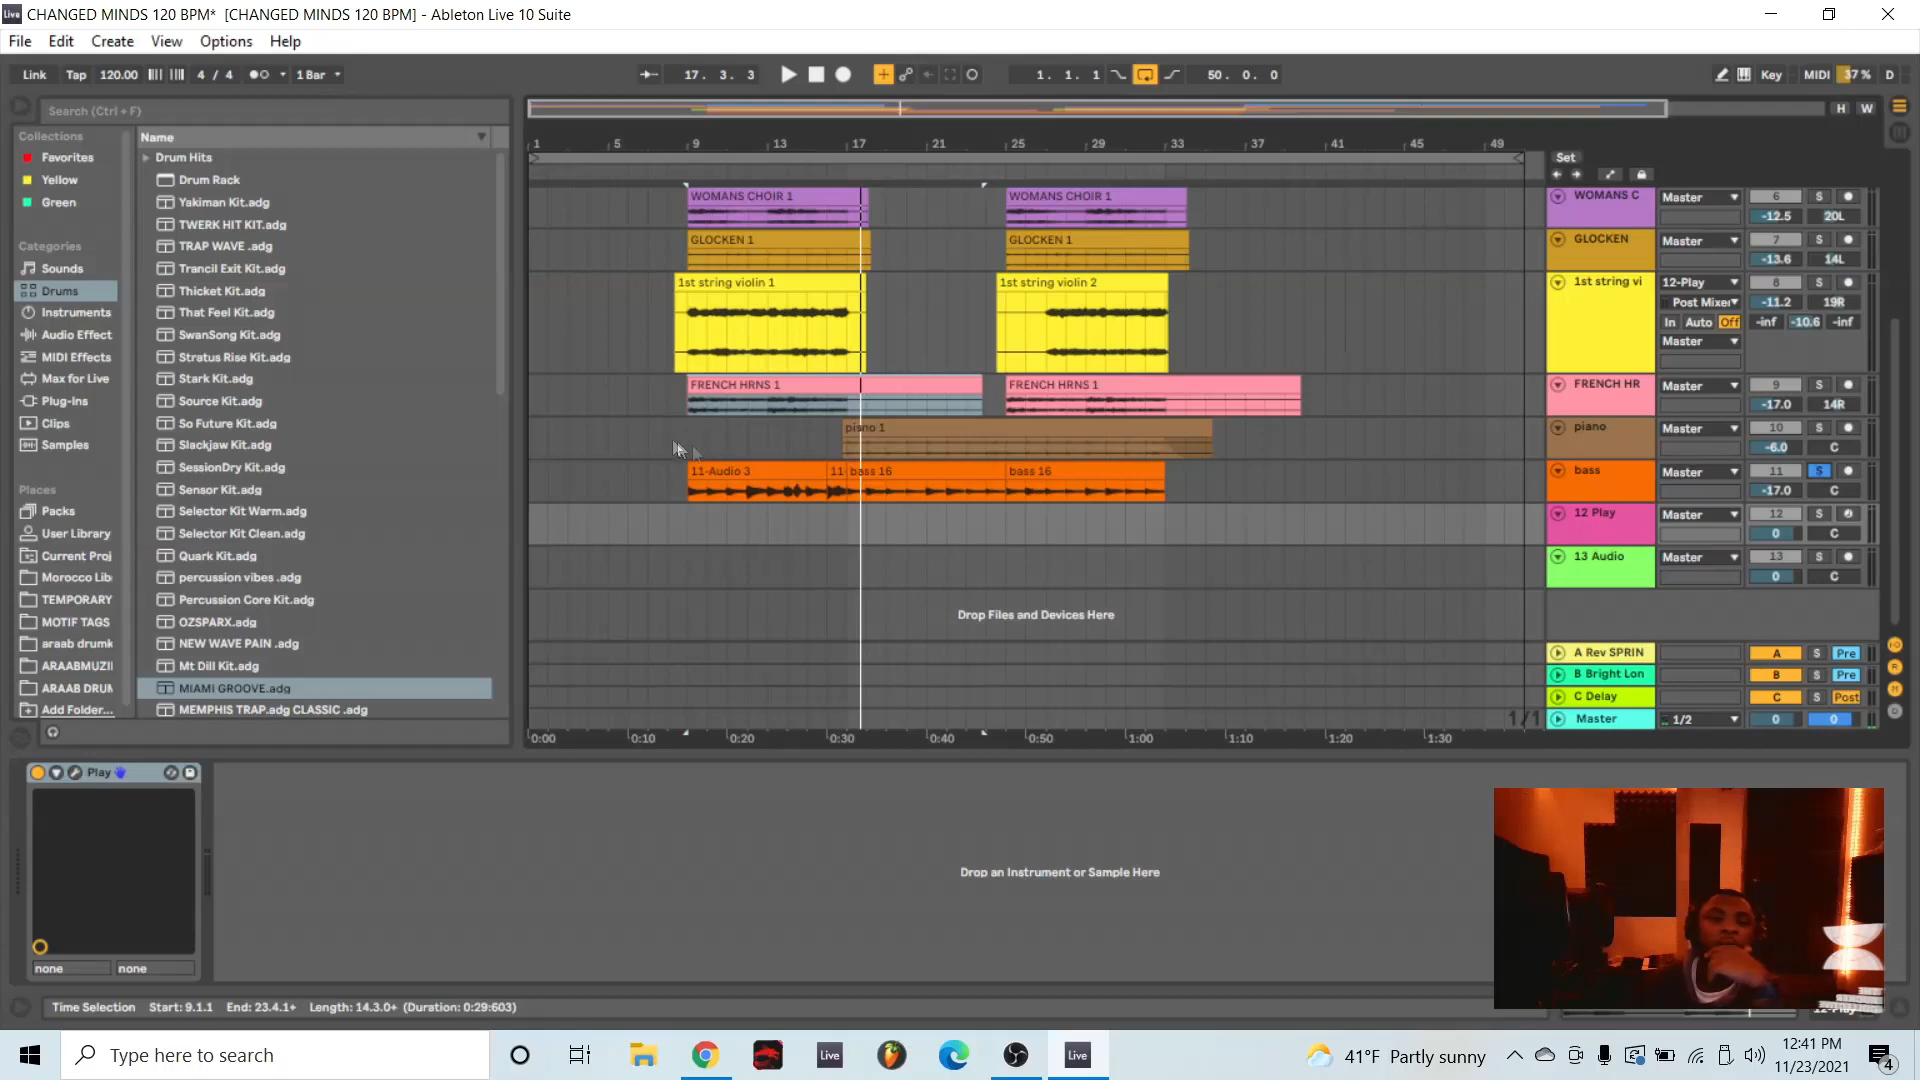 CHANGED MINDS 120 BPM* [CHANGED MINDS 120 BPM] - Ableton Live 10 Suite
File Edit Create View Options Help
Link Tap 120.00 4 / 4 1 Bar 17. 3. 3 1. 1. 1 50. 0. 0 Key MIDI 37 % D
Search (Ctrl + F)
H W
Collections
Favorites
Yellow
Green
Categories
Sounds
Drums
Instruments
Audio Effect
MIDI Effects
Max for Live
Plug-Ins
Clips
Samples
Places
Packs
User Library
Current Proj
Morocco Lib
TEMPORARY
MOTIF TAGS
araab drumk
ARAABMUZI
ARAAB DRUM
Add Folder...
Name
Drum Hits
Drum Rack
Yakiman Kit.adg
TWERK HIT KIT.adg
TRAP WAVE .adg
Trancil Exit Kit.adg
Thicket Kit.adg
That Feel Kit.adg
SwanSong Kit.adg
Stratus Rise Kit.adg
Stark Kit.adg
Source Kit.adg
So Future Kit.adg
Slackjaw Kit.adg
SessionDry Kit.adg
Sensor Kit.adg
Selector Kit Warm.adg
Selector Kit Clean.adg
Quark Kit.adg
percussion vibes .adg
Percussion Core Kit.adg
OZSPARX.adg
NEW WAVE PAIN .adg
Mt Dill Kit.adg
MIAMI GROOVE.adg
MEMPHIS TRAP.adg CLASSIC .adg
1 5 9 13 17 21 25 29 33 37 41 45 49
Set
WOMANS CHOIR 1 WOMANS CHOIR 1 WOMANS C Master 6 S
-12.5 20L
GLOCKEN 1 GLOCKEN 1 GLOCKEN Master 7 S
-13.6 14L
1st string violin 1 1st string violin 2 1st string vi 12-Play 8 S
Post Mixer -11.2 19R
In Auto Off -inf -10.6 -inf
Master
FRENCH HRNS 1 FRENCH HRNS 1 FRENCH HR Master 9 S
-17.0 14R
piano 1 piano Master 10 S
-6.0 C
11-Audio 3 11- bass 16 bass 16 bass Master 11 S
-17.0 C
12 Play Master 12 S
0 C
13 Audio Master 13 S
0 C
Drop Files and Devices Here
A Rev SPRIN A S Pre
B Bright Lon B S Pre
C Delay C S Post
1/1 Master 1/2 0 0
0:00 0:10 0:20 0:30 0:40 0:50 1:00 1:10 1:20 1:30
Play
none none
Drop an Instrument or Sample Here
Time Selection Start: 9.1.1 End: 23.4.1+ Length: 14.3.0+ (Duration: 0:29:603)
Type here to search
Live
Live
41°F Partly sunny
12:41 PM
11/23/2021
4